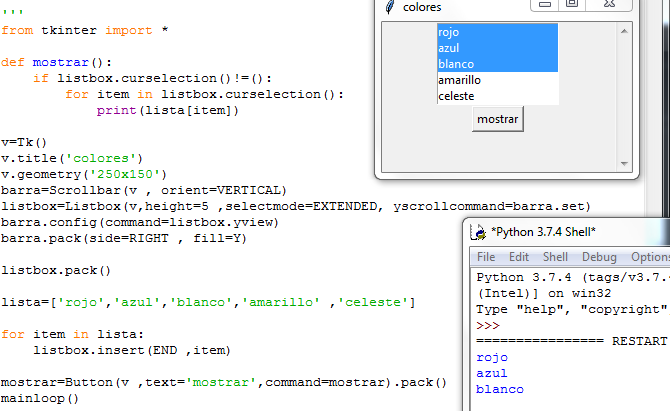 '''
from tkinter import *
def mostrar():
    if listbox.curselection()!=():
        for item in listbox.curselection():
            print(lista[item])
v=Tk()
v.title('colores')
v.geometry('250x150')
barra=Scrollbar(v , orient=VERTICAL)
listbox=Listbox(v,height=5 ,selectmode=EXTENDED, yscrollcommand=barra.set)
barra.config(command=listbox.yview)
barra.pack(side=RIGHT , fill=Y)
listbox.pack()
lista=['rojo','azul','blanco','amarillo' ,'celeste']
for item in lista:
    listbox.insert(END ,item)
mostrar=Button(v ,text='mostrar',command=mostrar).pack()
mainloop()
colores
rojo
azul
blanco
amarillo
celeste
mostrar
*Python 3.7.4 Shell*
File Edit Shell Debug Options
Python 3.7.4 (tags/v3.7.4
(Intel)] on win32
Type "help", "copyright"
>>>
================ RESTART
rojo
azul
blanco